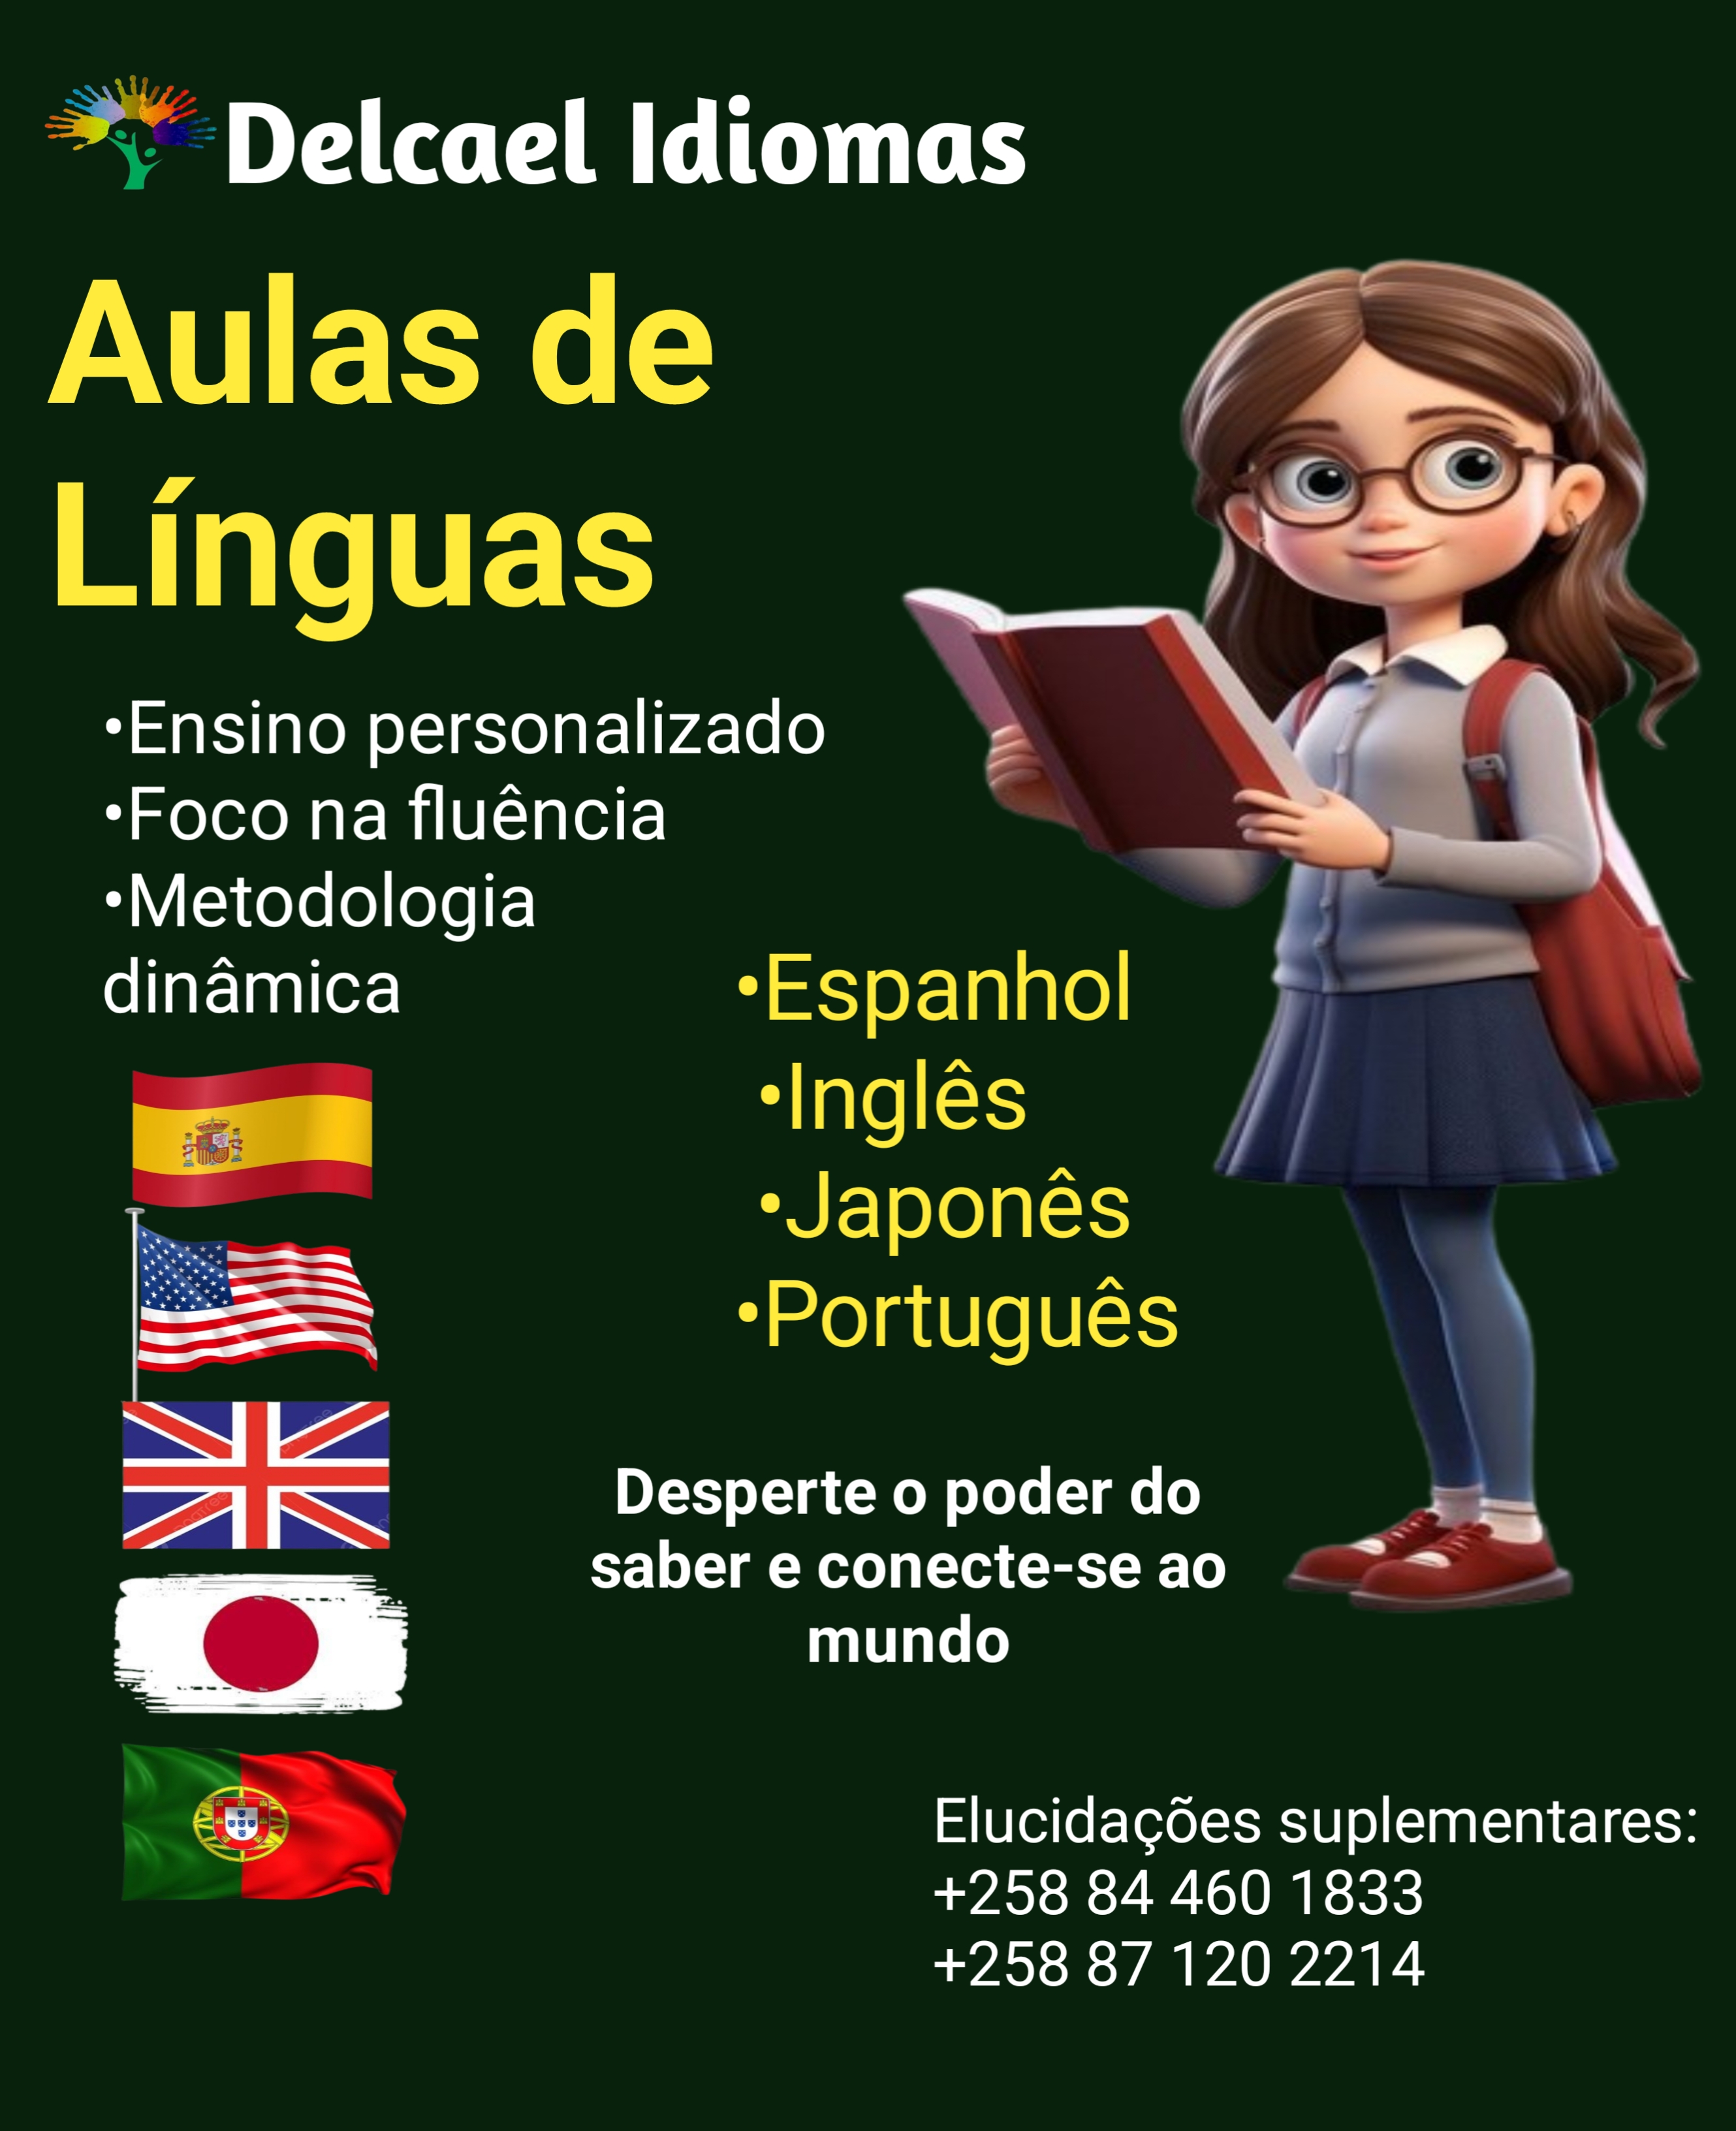 Delcael Idiomas
Aulas de
Línguas
•Ensino personalizado
•Foco na fluência
•Metodologia
dinâmica
•Espanhol
•Inglês
•Japonês
•Português
Desperte o poder do
saber e conecte-se ao
mundo
Elucidações suplementares:
+258 84 460 1833
+258 87 120 2214